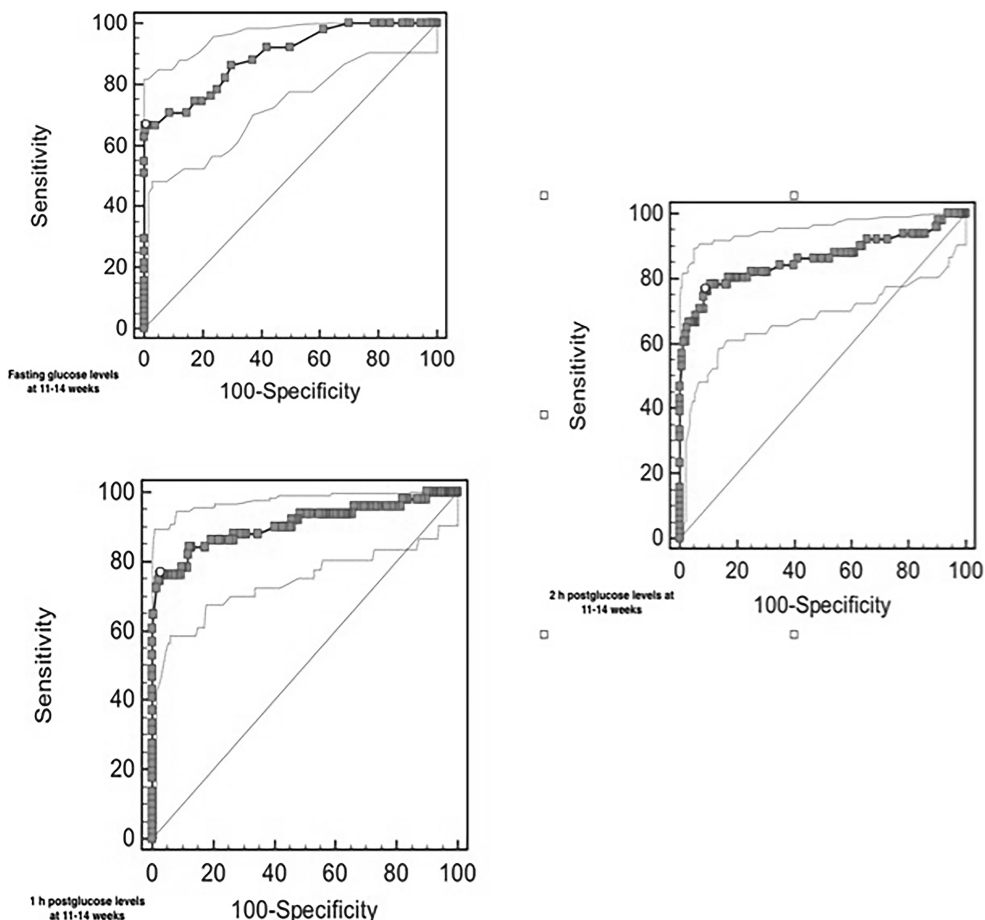 100
80
60
40
20
0
Sensitivity
0 20 40 60 80 100
100-Specificity
Fasting glucose levels
at 11-14 weeks
100
80
60
40
20
0
Sensitivity
0 20 40 60 80 100
100-Specificity
2 h postglucose levels at
11-14 weeks
100
80
60
40
20
0
Sensitivity
0 20 40 60 80 100
100-Specificity
1 h postglucose levels
at 11-14 weeks